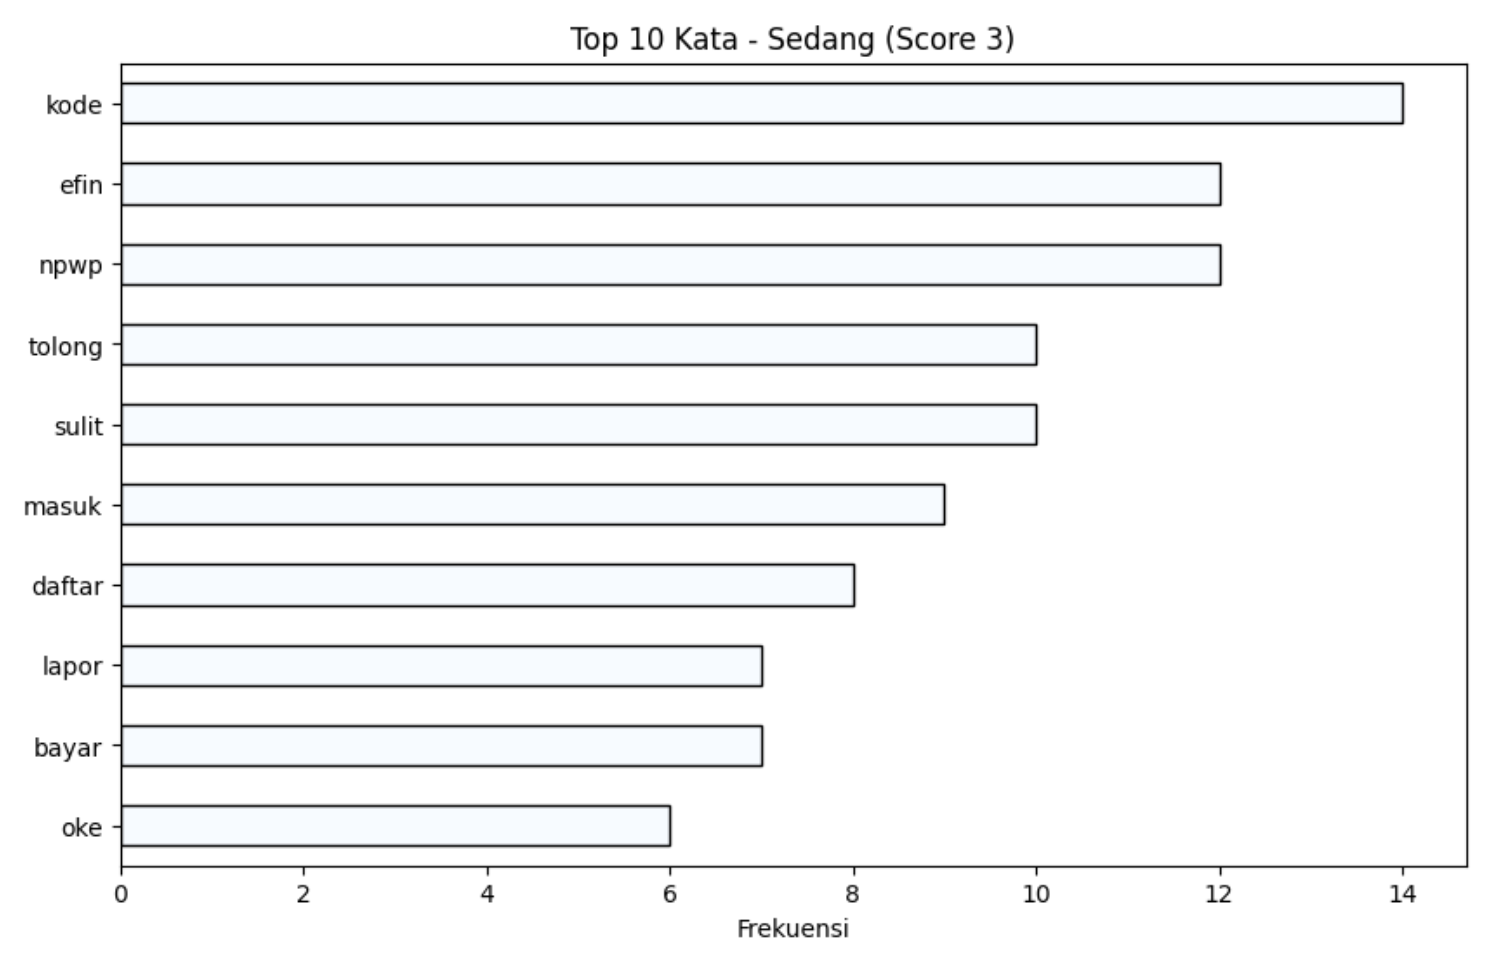 Top 10 Kata - Sedang (Score 3)
kode
efin
npwp
tolong
sulit
masuk
daftar
lapor
bayar
oke
0 2 4 6 8 10 12 14
Frekuensi